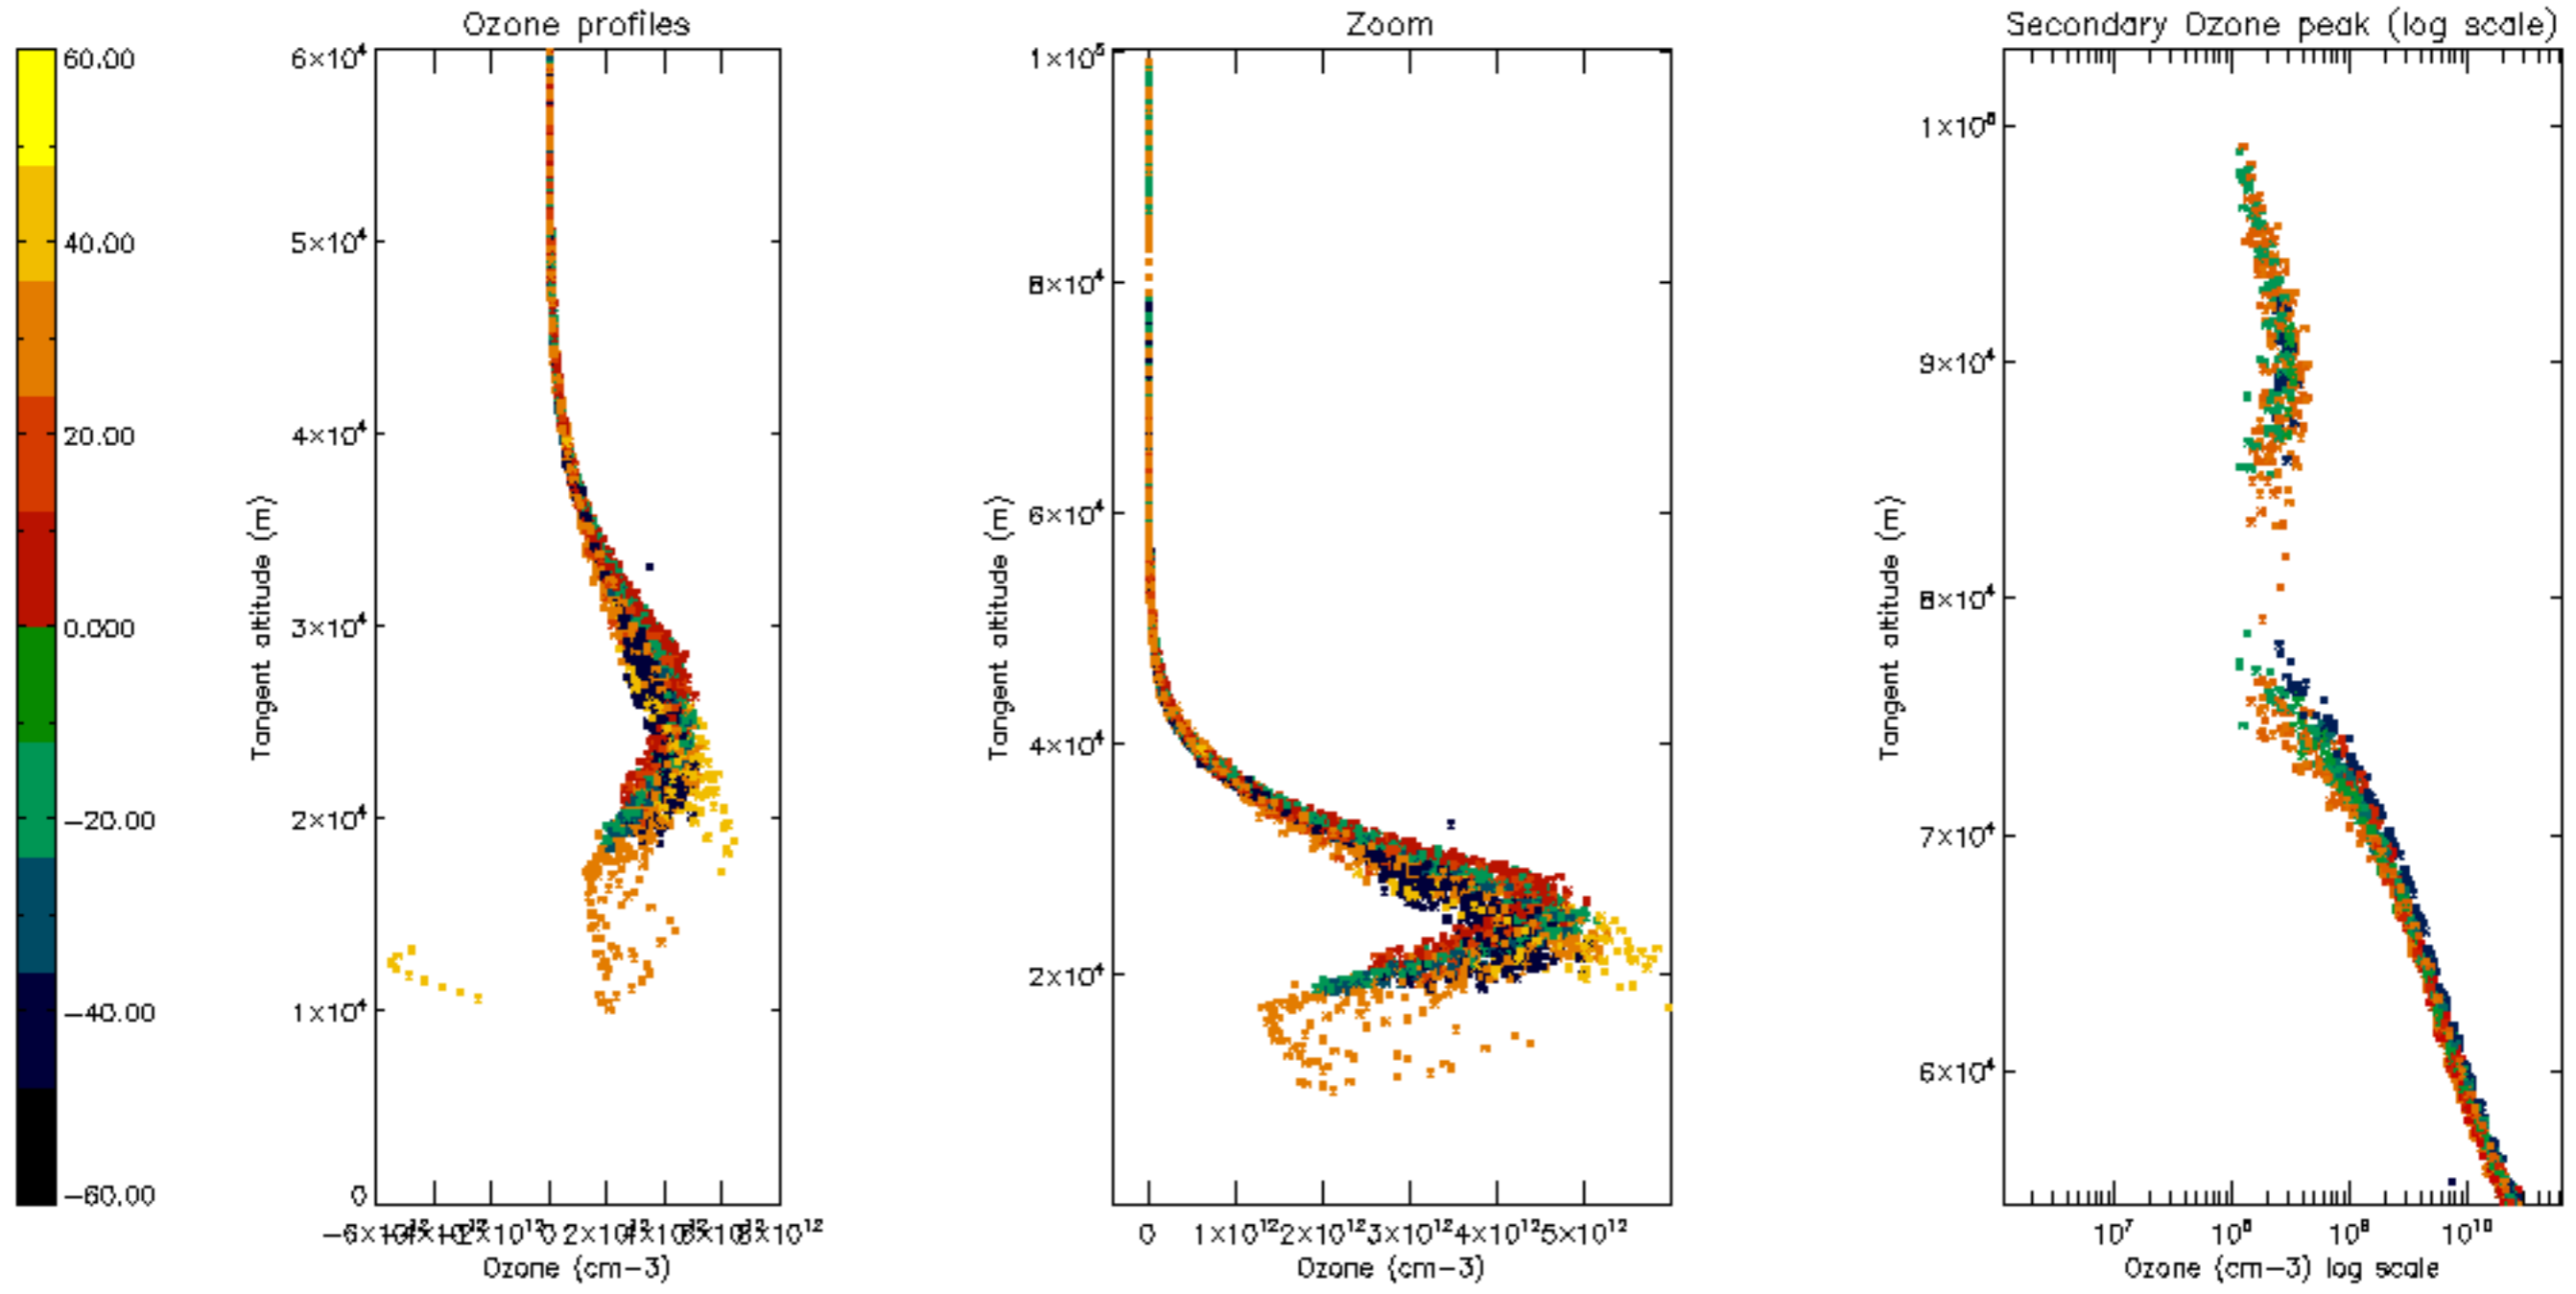 Ozone profiles
Zoom
Secondary Ozone peak (log scale)
60.00
40.00
20.00
-20.00
-40.00
-60.00
6×10⁴
5×10⁴
4×10⁴
3×10⁴
2×10⁴
1×10⁴
0
Tangent altitude (m)
Ozone (cm-3)
1×10⁵
8×10⁴
6×10⁴
4×10⁴
2×10⁴
Tangent altitude (m)
0 1×10¹² 2×10¹² 3×10¹² 4×10¹² 5×10¹²
Ozone (cm-3)
9×10⁴
8×10⁴
7×10⁴
6×10⁴
Tangent altitude (m)
10⁷ 10⁸ 10⁹ 10¹⁰
Ozone (cm-3) log scale